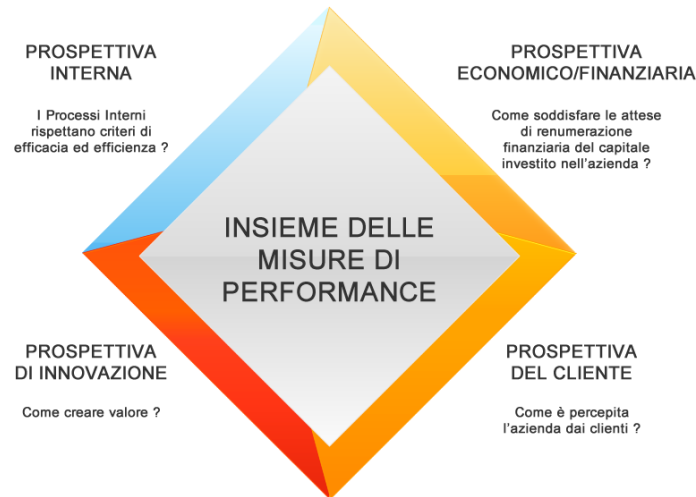 PROSPETTIVA
INTERNA
I Processi Interni
rispettano criteri di
efficacia ed efficienza ?
PROSPETTIVA
ECONOMICO/FINANZIARIA
Come soddisfare le attese
di renumerazione
finanziaria del capitale
investito nell'azienda ?
INSIEME DELLE
MISURE DI
PERFORMANCE
PROSPETTIVA
DI INNOVAZIONE
Come creare valore ?
PROSPETTIVA
DEL CLIENTE
Come è percepita
l'azienda dai clienti ?